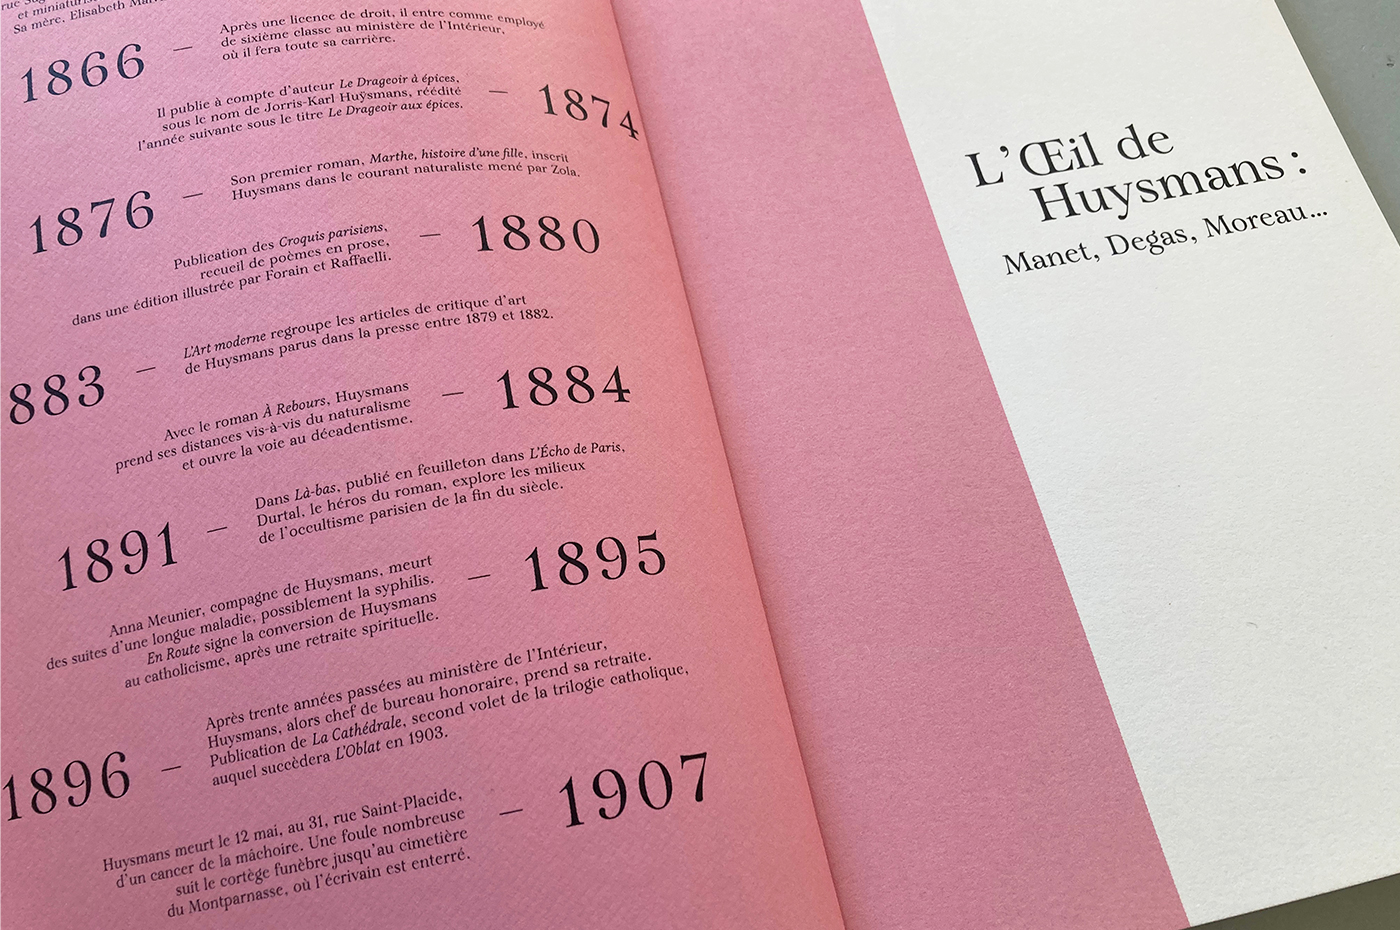 rue
et miniaturis
Sa mère, Elisabeth
1866 —
Après une licence de droit, il entre comme employé
de sixième classe au ministère de l'Intérieur,
où il fera toute sa carrière.
Il publie à compte d'auteur Le Drageoir à épices,
sous le nom de Jorris-Karl Huÿsmans, réédité
l'année suivante sous le titre Le Drageoir aux épices.
— 1874
1876 —
Son premier roman, Marthe, histoire d'une fille, inscrit
Huysmans dans le courant naturaliste mené par Zola.
Publication des Croquis parisiens,
recueil de poèmes en prose,
dans une édition illustrée par Forain et Raffaelli.
— 1880
883 —
L'Art moderne regroupe les articles de critique d'art
de Huysmans parus dans la presse entre 1879 et 1882.
Avec le roman À Rebours, Huysmans
prend ses distances vis-à-vis du naturalisme
et ouvre la voie au décadentisme.
— 1884
1891 —
Dans Là-bas, publié en feuilleton dans L'Écho de Paris,
Durtal, le héros du roman, explore les milieux
de l'occultisme parisien de la fin du siècle.
Anna Meunier, compagne de Huysmans, meurt
des suites d'une longue maladie, possiblement la syphilis.
En Route signe la conversion de Huysmans
au catholicisme, après une retraite spirituelle.
— 1895
1896 —
Après trente années passées au ministère de l'Intérieur,
Huysmans, alors chef de bureau honoraire, prend sa retraite.
Publication de La Cathédrale, second volet de la trilogie catholique,
auquel succèdera L'Oblat en 1903.
Huysmans meurt le 12 mai, au 31, rue Saint-Placide,
d'un cancer de la mâchoire. Une foule nombreuse
suit le cortège funèbre jusqu'au cimetière
du Montparnasse, où l'écrivain est enterré.
— 1907
L'Œil de
Huysmans :
Manet, Degas, Moreau...